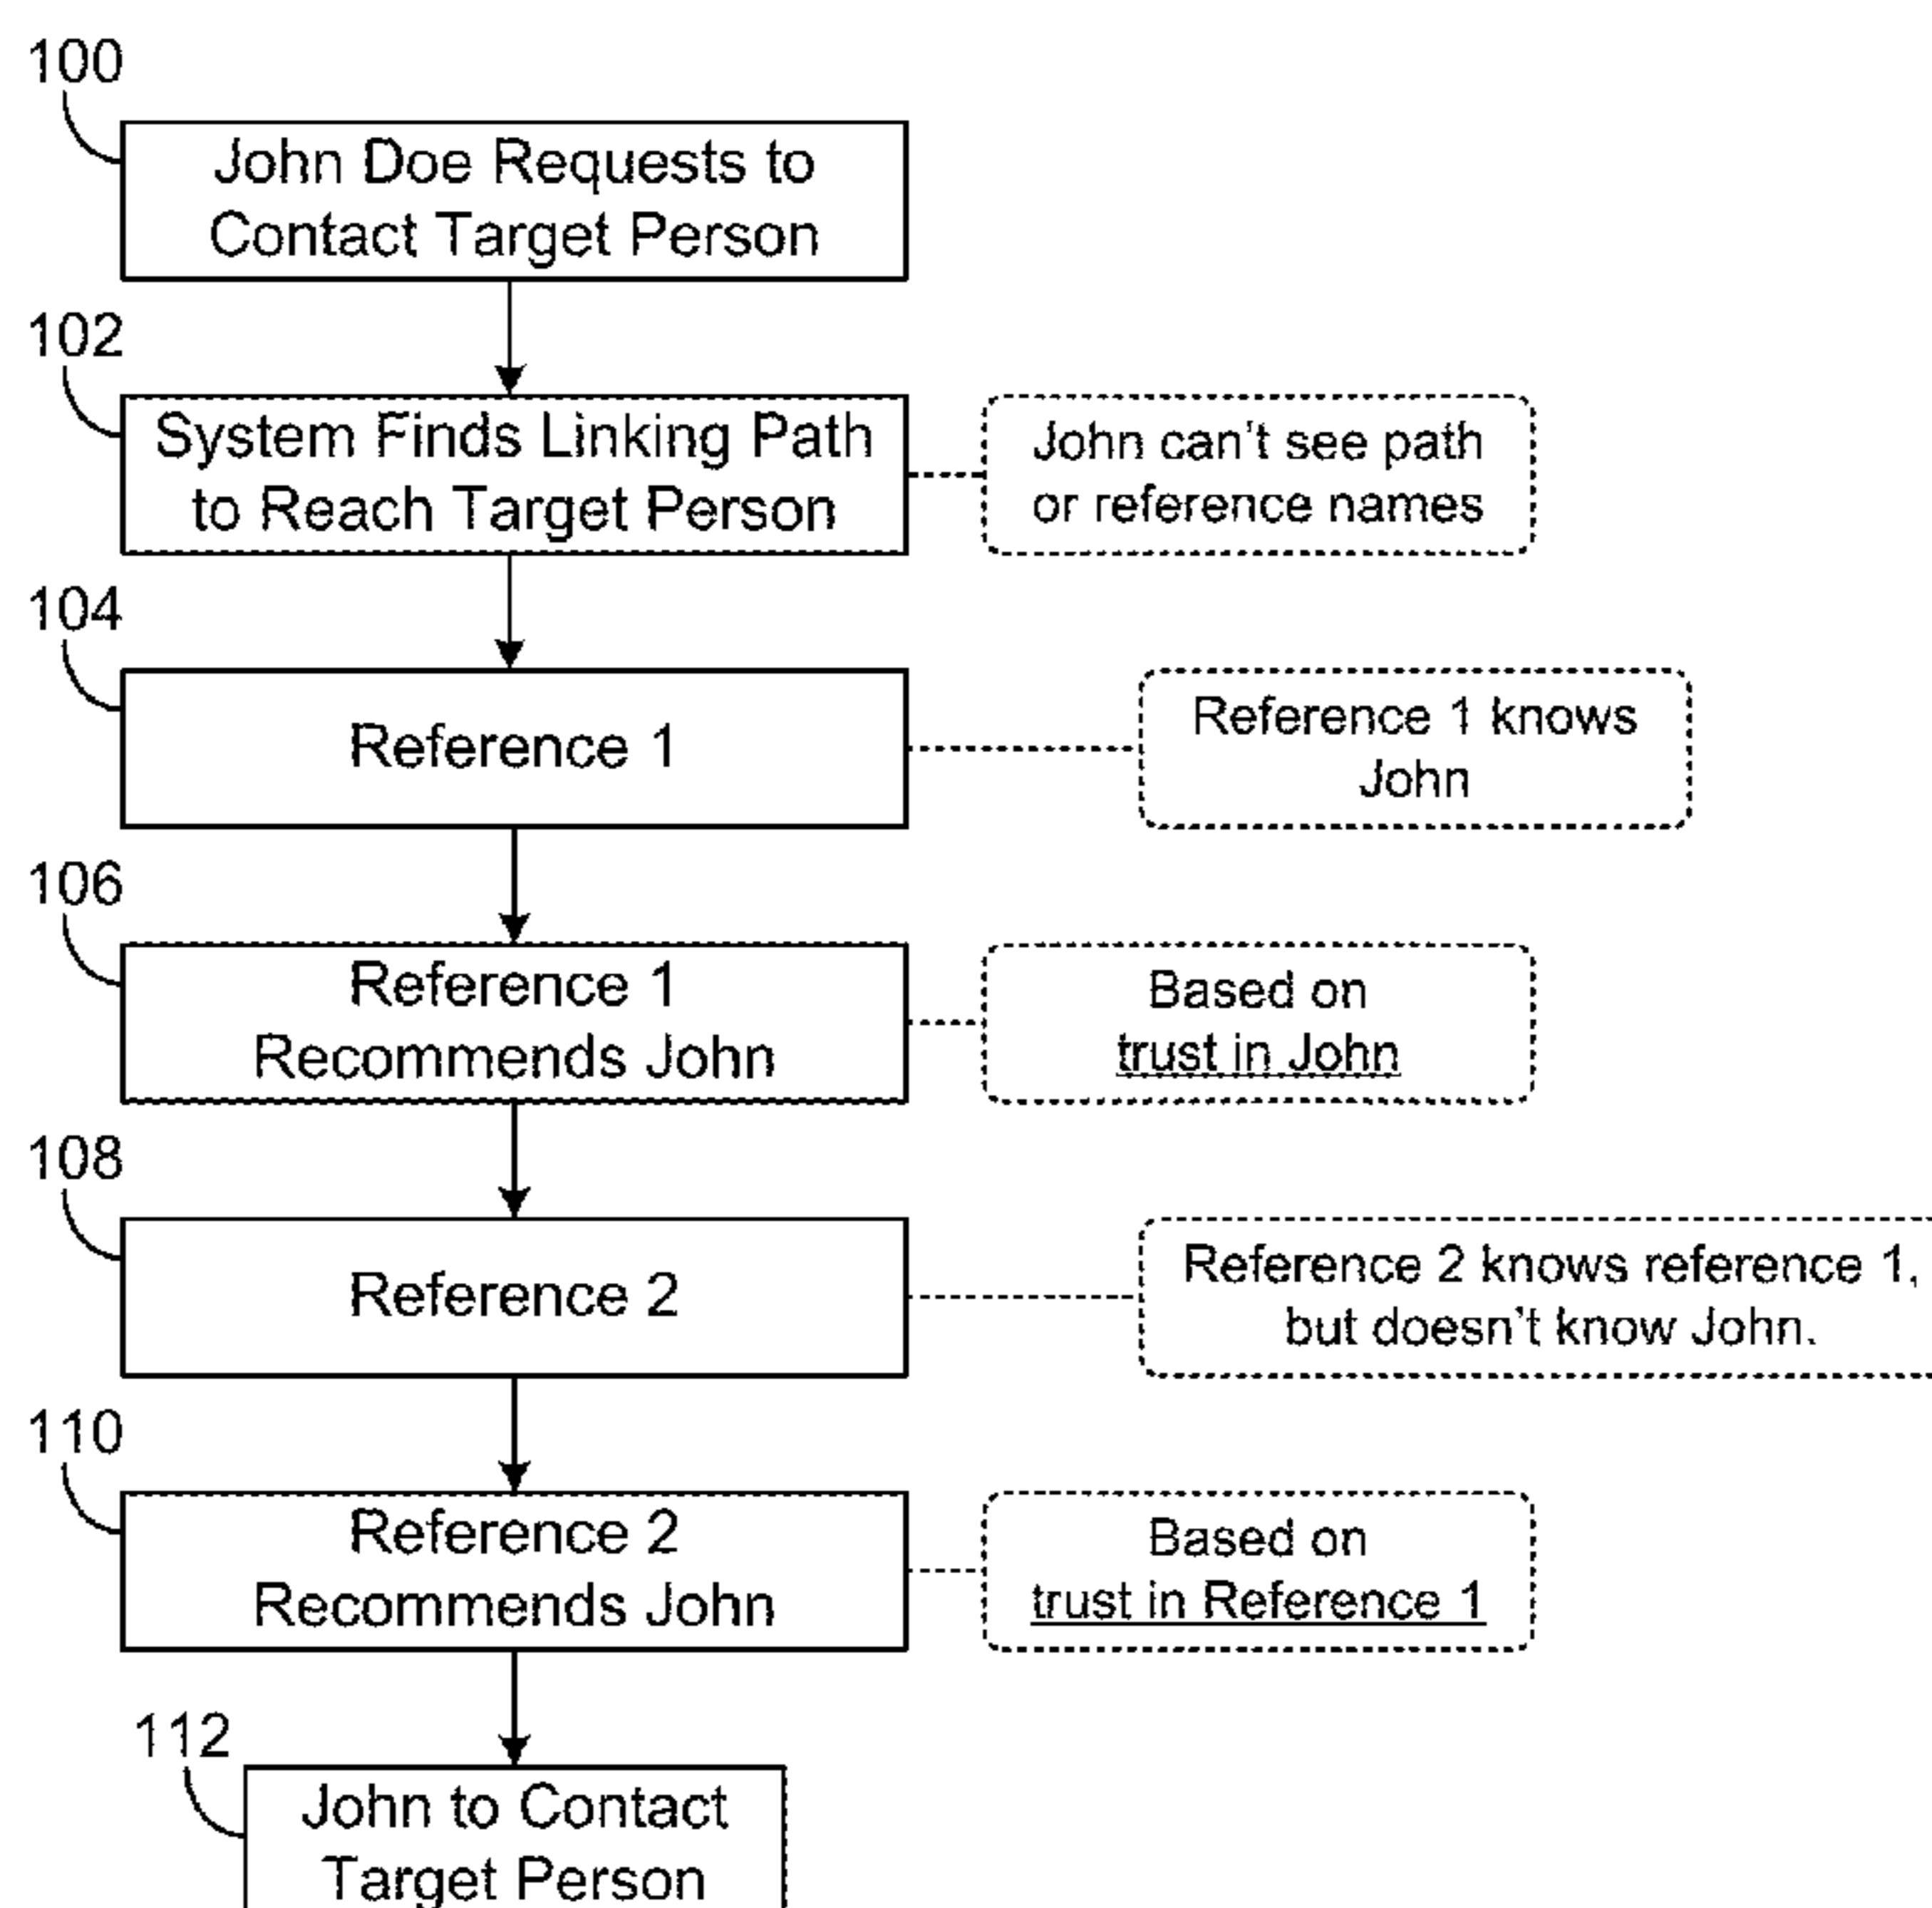 100
John Doe Requests to
Contact Target Person
102
System Finds Linking Path
to Reach Target Person
John can't see path
or reference names
104
Reference 1
Reference 1 knows
John
106
Reference 1
Recommends John
Based on
trust in John
108
Reference 2
Reference 2 knows reference 1,
but doesn't know John.
110
Reference 2
Recommends John
Based on
trust in Reference 1
112
John to Contact
Target Person